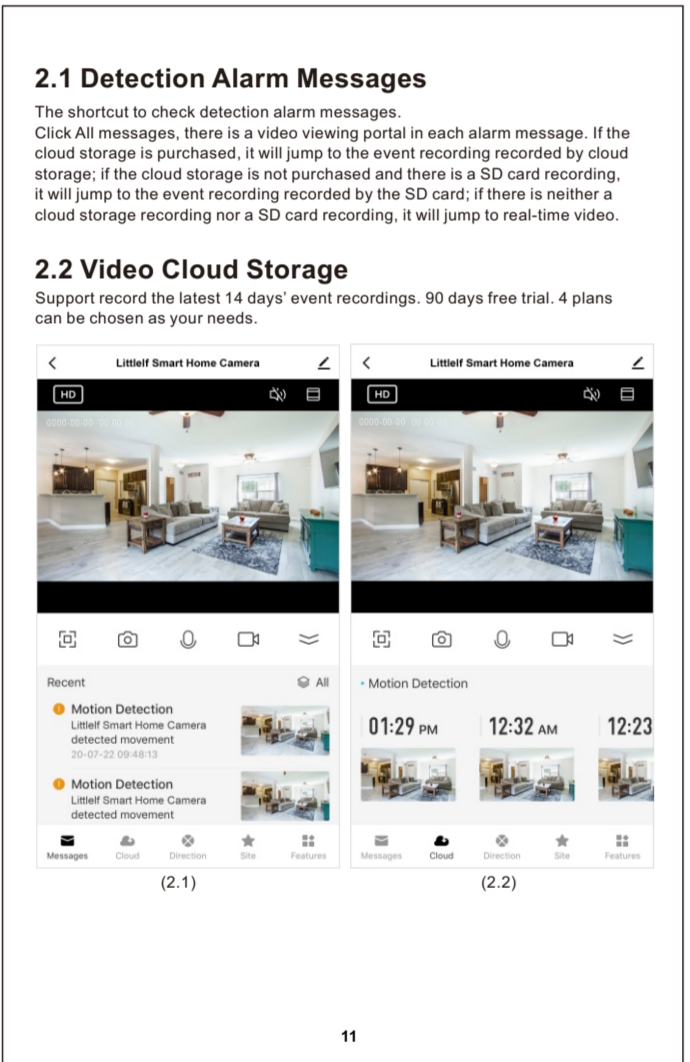 2.1 Detection Alarm Messages
The shortcut to check detection alarm messages.
Click All messages, there is a video viewing portal in each alarm message. If the
cloud storage is purchased, it will jump to the event recording recorded by cloud
storage; if the cloud storage is not purchased and there is a SD card recording,
it will jump to the event recording recorded by the SD card; if there is neither a
cloud storage recording nor a SD card recording, it will jump to real-time video.
2.2 Video Cloud Storage
Support record the latest 14 days' event recordings. 90 days free trial. 4 plans
can be chosen as your needs.
Littlelf Smart Home Camera
HD
Recent
All
Motion Detection
Littlelf Smart Home Camera
detected movement
20-07-22 09:48:13
Motion Detection
Littlelf Smart Home Camera
detected movement
Messages Cloud Direction Site Features
(2.1)
Littlelf Smart Home Camera
HD
• Motion Detection
01:29 PM 12:32 AM 12:23
Messages Cloud Direction Site Features
(2.2)
11